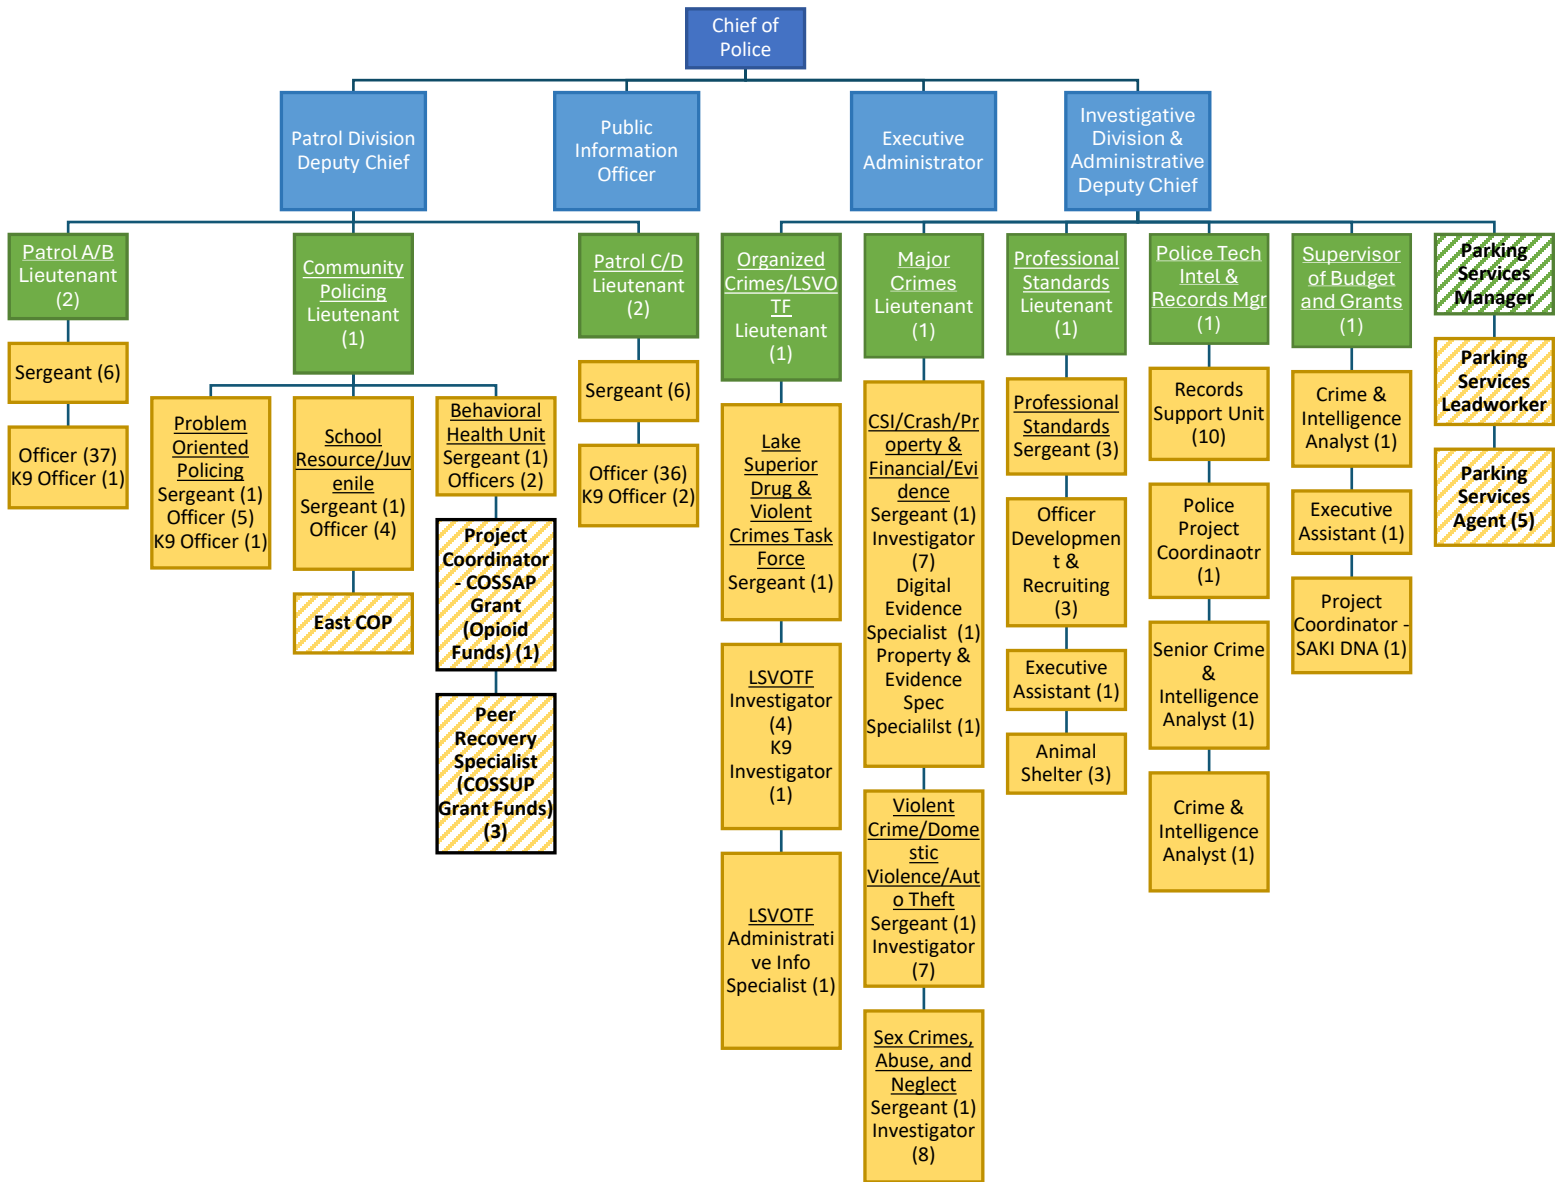 Chief of
Police
Patrol Division
Deputy Chief
Public
Information
Officer
Executive
Administrator
Investigative
Division &
Administrative
Deputy Chief
Patrol A/B
Lieutenant
(2)
Sergeant (6)
Officer (37)
K9 Officer (1)
Community
Policing
Lieutenant
(1)
Problem
Oriented
Policing
Sergeant (1)
Officer (5)
K9 Officer (1)
School
Resource/Juv
enile
Sergeant (1)
Officer (4)
East COP
Behavioral
Health Unit
Sergeant (1)
Officers (2)
Project
Coordinator
- COSSAP
Grant
(Opioid
Funds) (1)
Peer
Recovery
Specialist
(COSSUP
Grant Funds)
(3)
Patrol C/D
Lieutenant
(2)
Sergeant (6)
Officer (36)
K9 Officer (2)
Organized
Crimes/LSVO
TF
Lieutenant
(1)
Lake
Superior
Drug &
Violent
Crimes Task
Force
Sergeant (1)
LSVOTF
Investigator
(4)
K9
Investigator
(1)
LSVOTF
Administrati
ve Info
Specialist (1)
Major
Crimes
Lieutenant
(1)
CSI/Crash/Pr
operty &
Financial/Evi
dence
Sergeant (1)
Investigator
(7)
Digital
Evidence
Specialist (1)
Property &
Evidence
Spec
Specialilst (1)
Violent
Crime/Dome
stic
Violence/Aut
o Theft
Sergeant (1)
Investigator
(7)
Sex Crimes,
Abuse, and
Neglect
Sergeant (1)
Investigator
(8)
Professional
Standards
Lieutenant
(1)
Professional
Standards
Sergeant (3)
Officer
Developmen
t &
Recruiting
(3)
Executive
Assistant (1)
Animal
Shelter (3)
Police Tech
Intel &
Records Mgr
(1)
Records
Support Unit
(10)
Police
Project
Coordinaotr
(1)
Senior Crime
&
Intelligence
Analyst (1)
Crime &
Intelligence
Analyst (1)
Supervisor
of Budget
and Grants
(1)
Crime &
Intelligence
Analyst (1)
Executive
Assistant (1)
Project
Coordinator -
SAKI DNA (1)
Parking
Services
Manager
Parking
Services
Leadworker
Parking
Services
Agent (5)